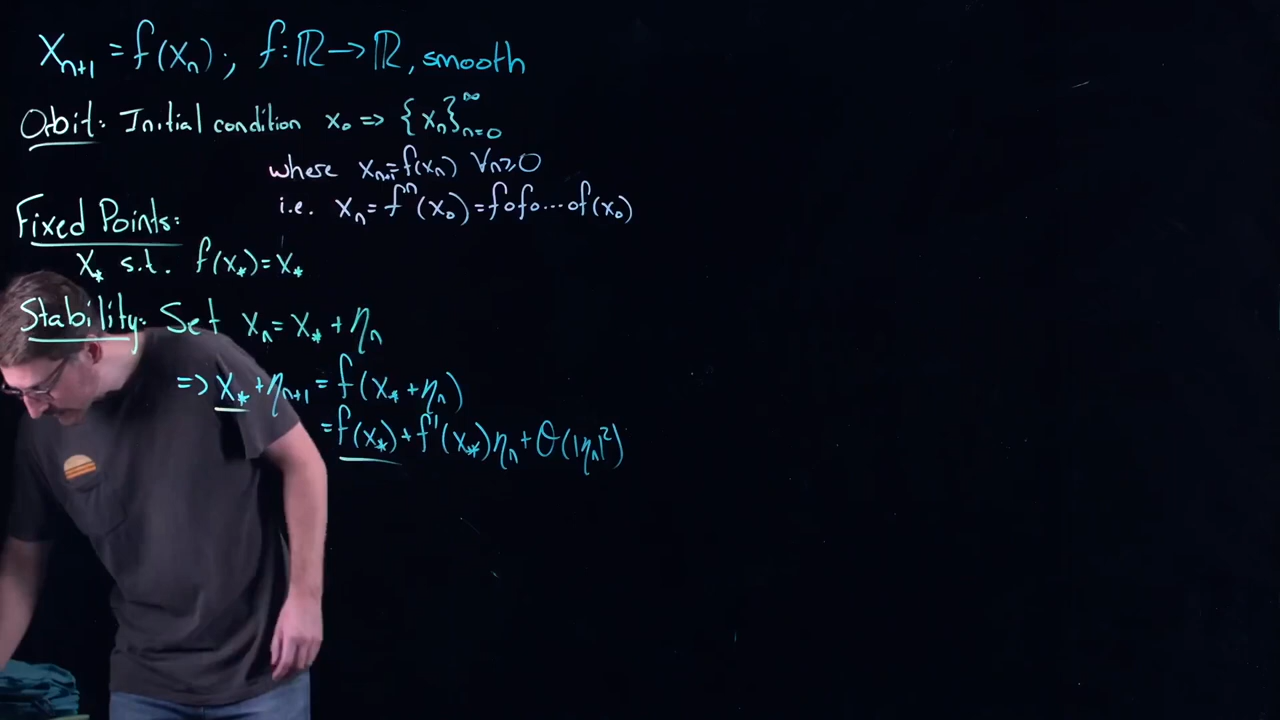 Xₙ₊₁ = f(Xₙ); f: ℝ → ℝ, smooth
Orbit: Initial condition x₀ => {xₙ}ₙ₌₀^∞
where xₙ₊₁ = f(xₙ) ∀n≥0
i.e. xₙ = fⁿ(x₀) = f∘f∘···∘f(x₀)
Fixed Points:
x* s.t. f(x*) = x*
Stability: Set xₙ = x* + ηₙ
=> x* + ηₙ₊₁ = f(x* + ηₙ)
= f(x*) + f'(x*)ηₙ + O(|ηₙ|²)